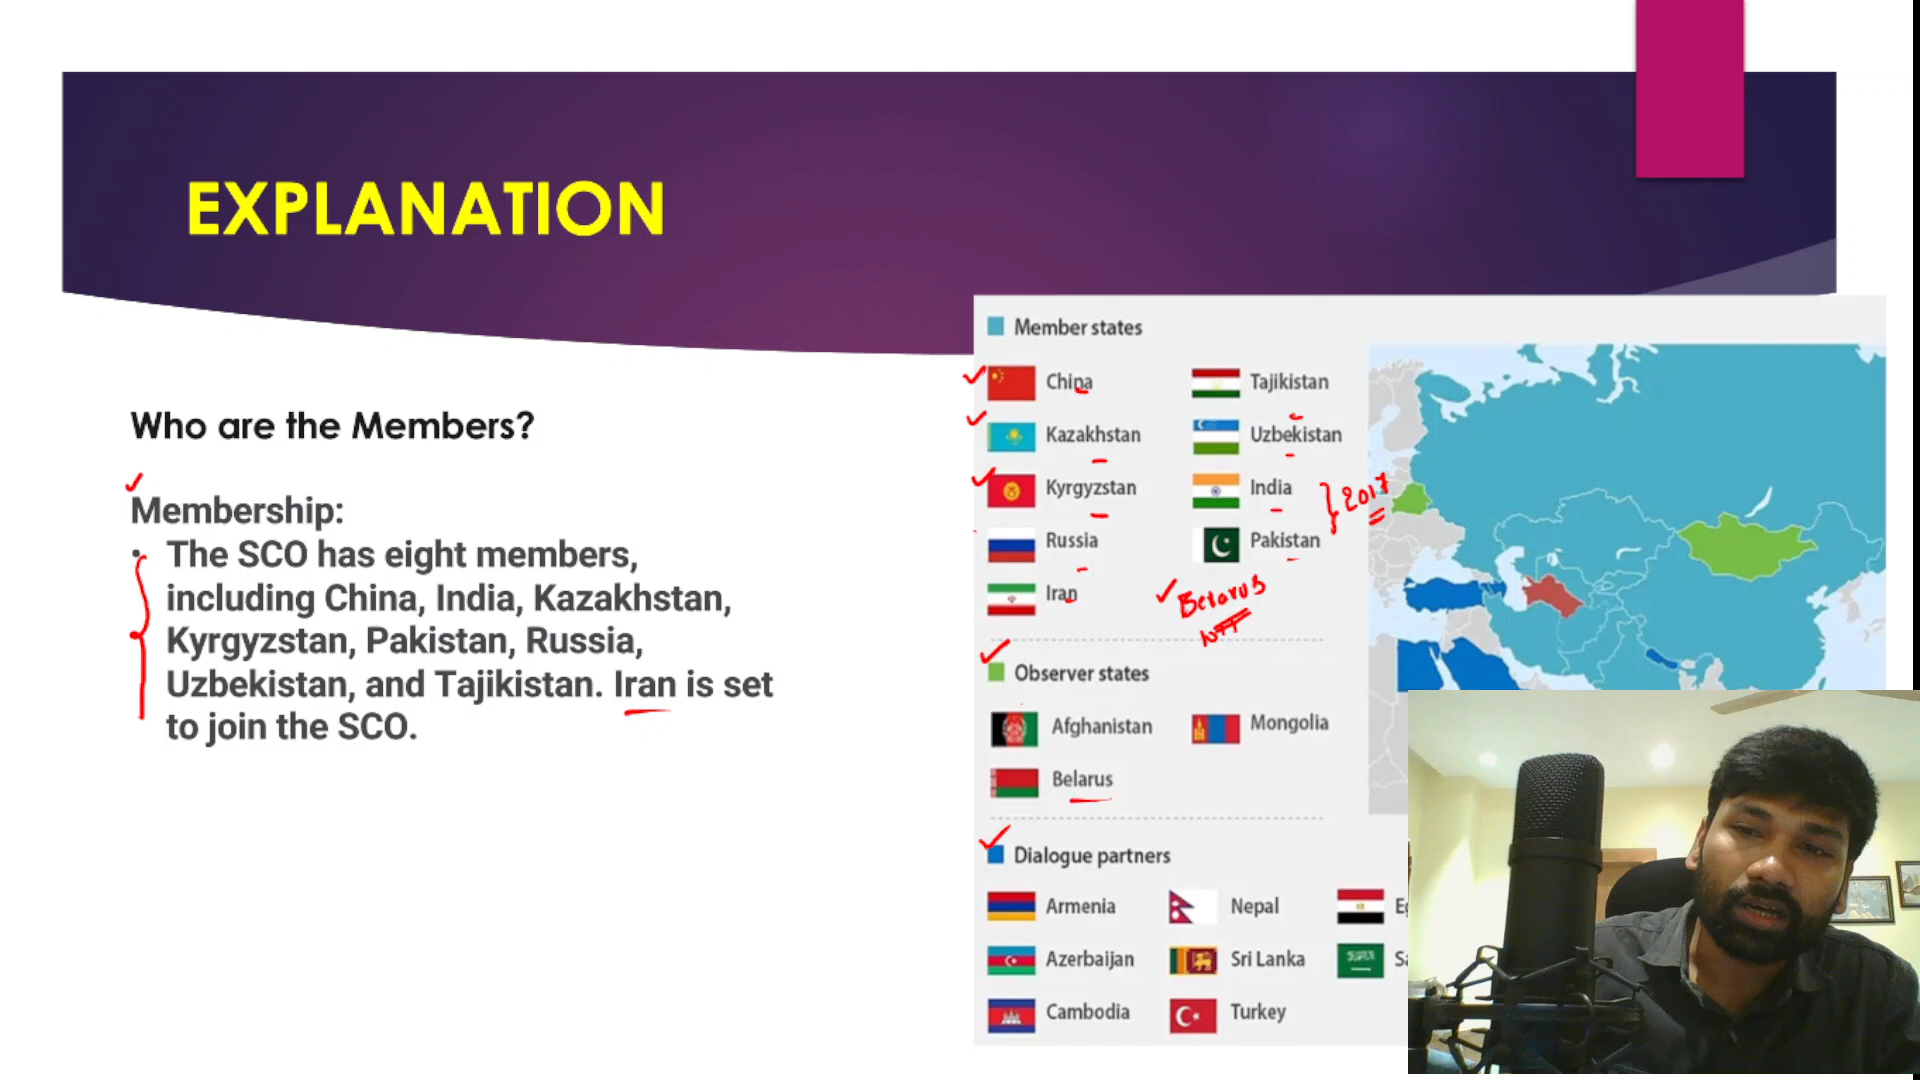 EXPLANATION
Who are the Members?
Membership:
• The SCO has eight members,
including China, India, Kazakhstan,
Kyrgyzstan, Pakistan, Russia,
Uzbekistan, and Tajikistan. Iran is set
to join the SCO.
Member states
China
Tajikistan
Kazakhstan
Uzbekistan
Kyrgyzstan
India
2017
Russia
Pakistan
Iran
Belarus
Observer states
Afghanistan
Mongolia
Belarus
Dialogue partners
Armenia
Nepal
Azerbaijan
Sri Lanka
Cambodia
Turkey